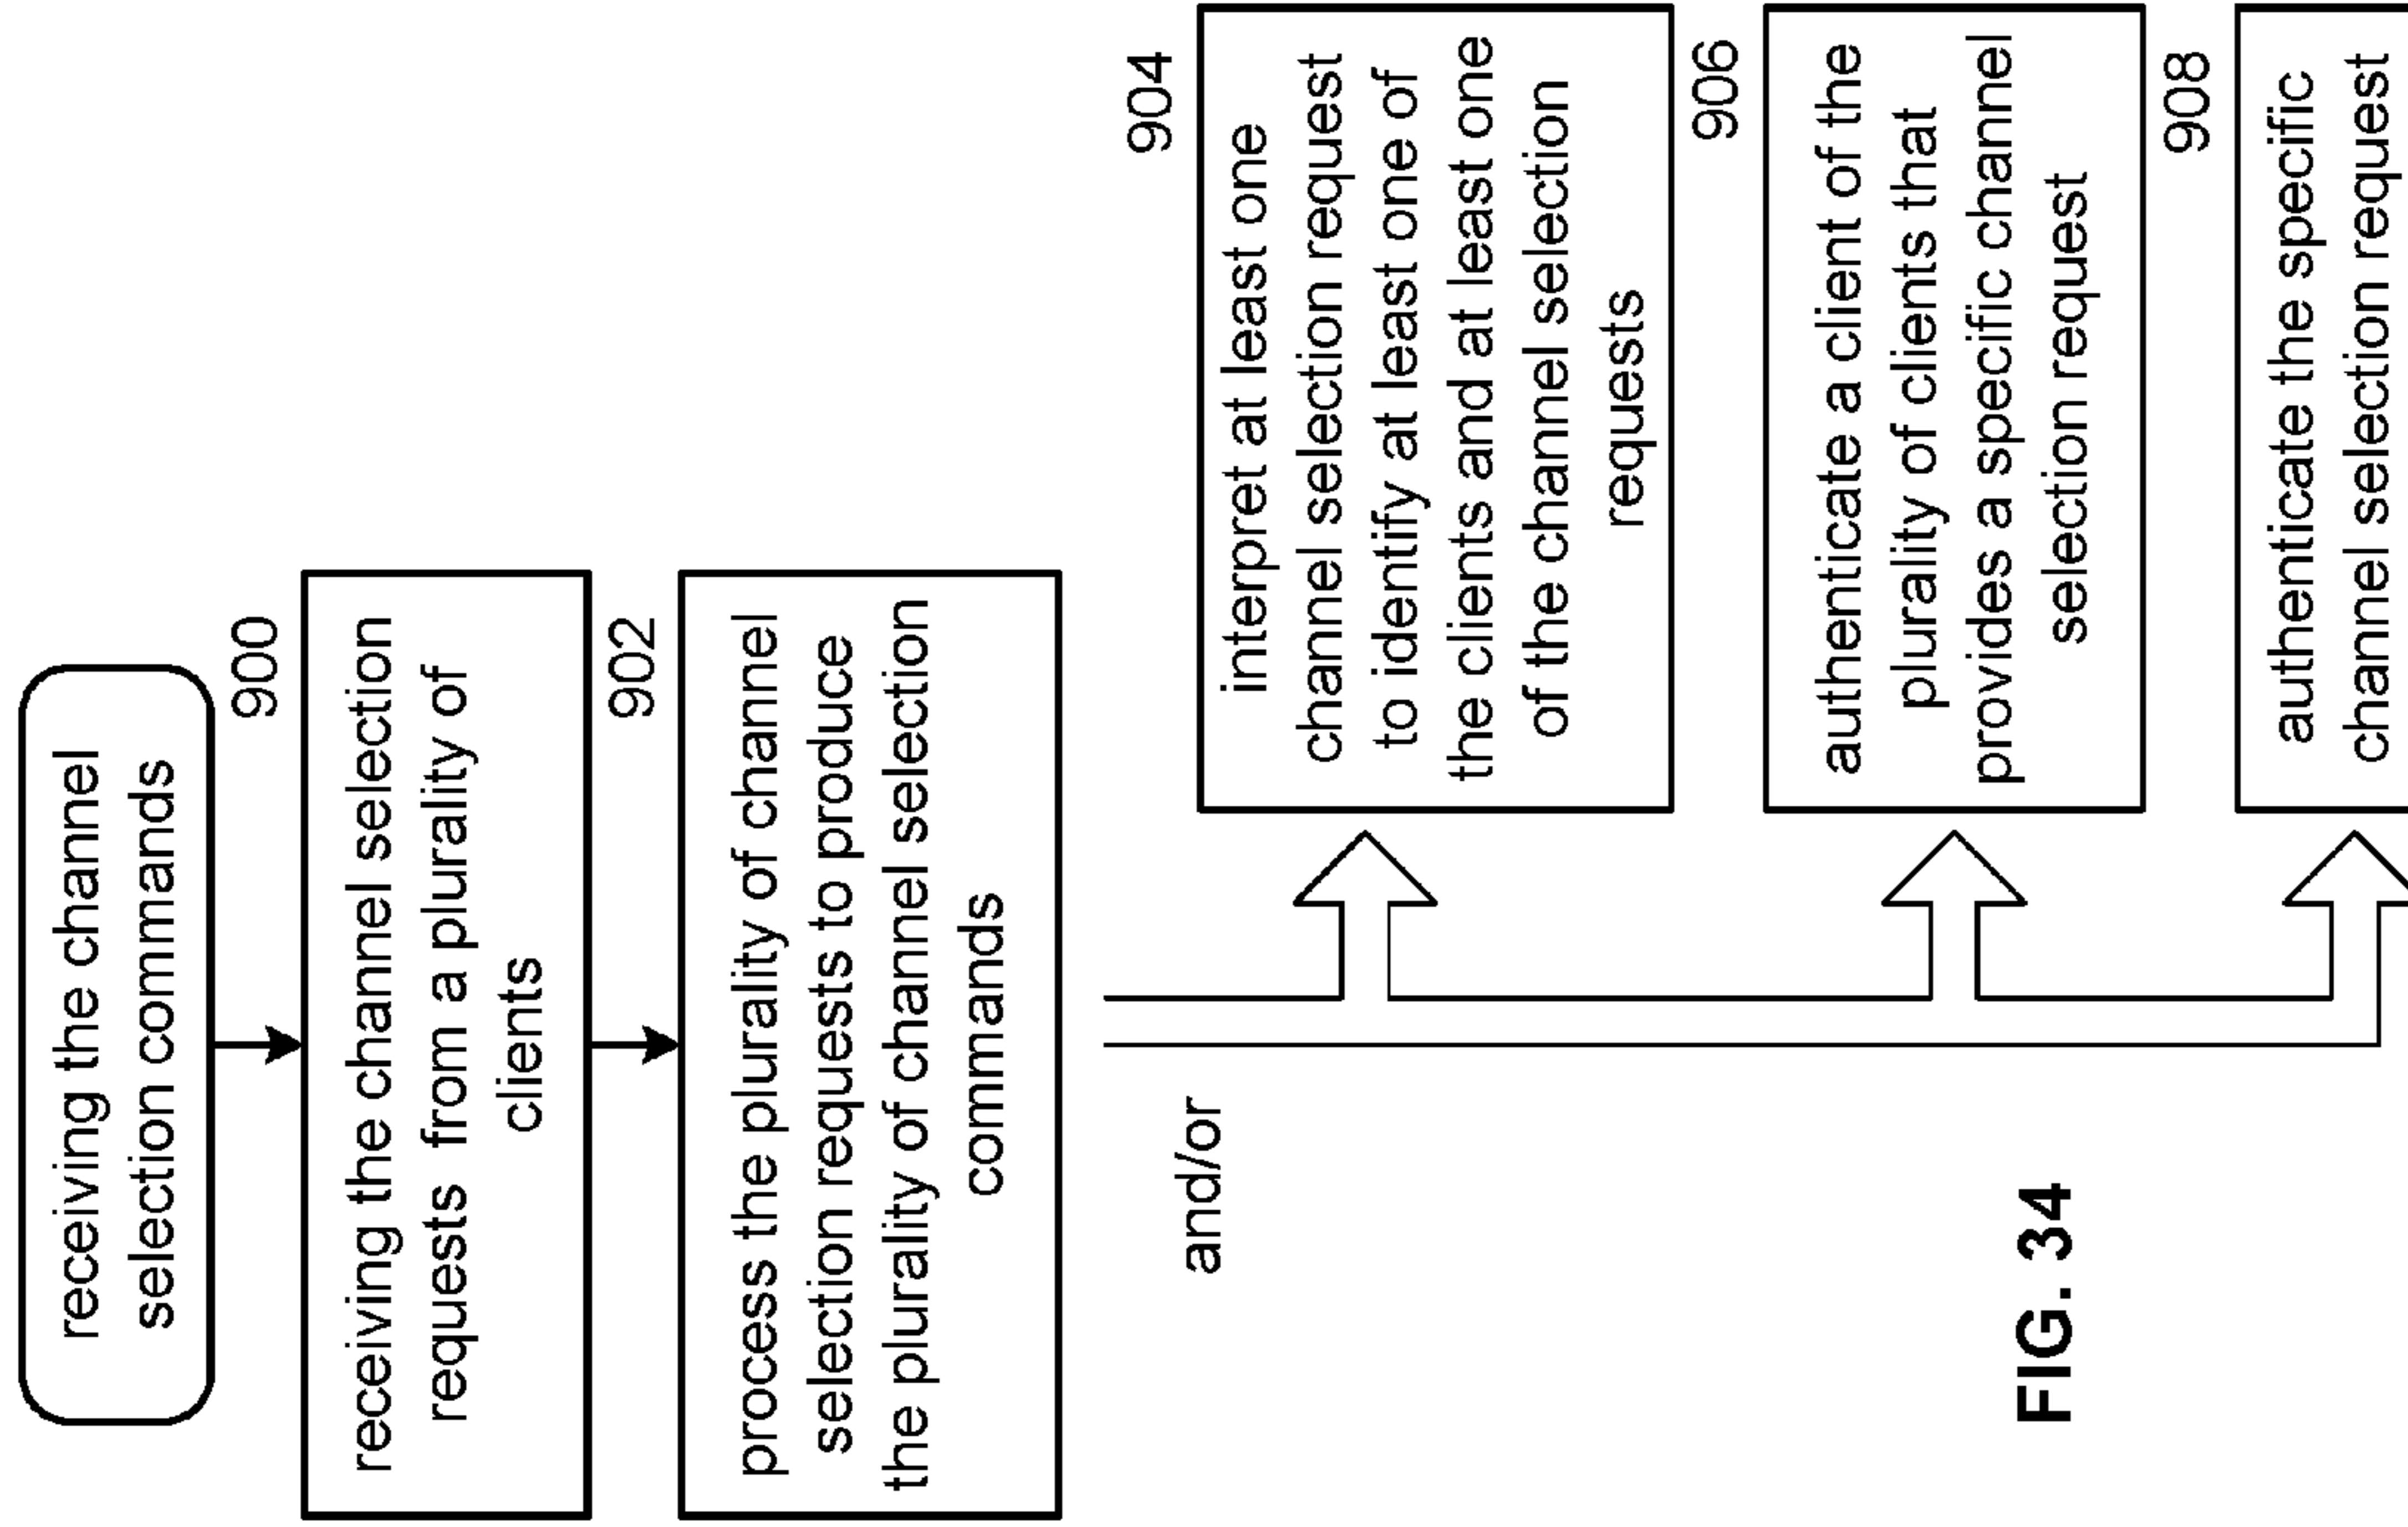 receiving the channel
selection commands
900
receiving the channel selection
requests from a plurality of
clients
902
process the plurality of channel
selection requests to produce
the plurality of channel selection
commands
and/or
904
interpret at least one
channel selection request
to identify at least one of
the clients and at least one
of the channel selection
requests
906
authenticate a client of the
plurality of clients that
provides a specific channel
selection request
908
authenticate the specific
channel selection request
FIG. 34